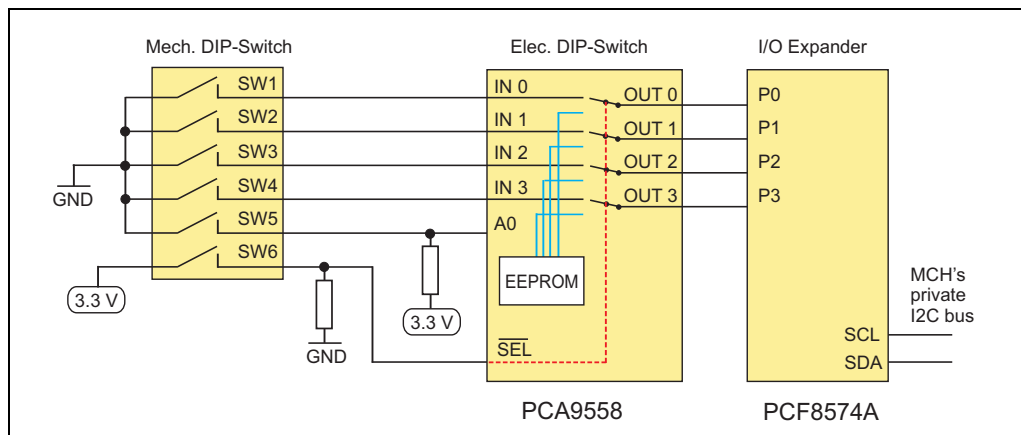 Mech. DIP-Switch
Elec. DIP-Switch
I/O Expander
SW1
SW2
SW3
SW4
SW5
SW6
GND
3.3 V
GND
3.3 V
IN 0
IN 1
IN 2
IN 3
A0
EEPROM
SEL
OUT 0
OUT 1
OUT 2
OUT 3
P0
P1
P2
P3
MCH's
private
I2C bus
SCL
SDA
PCA9558
PCF8574A